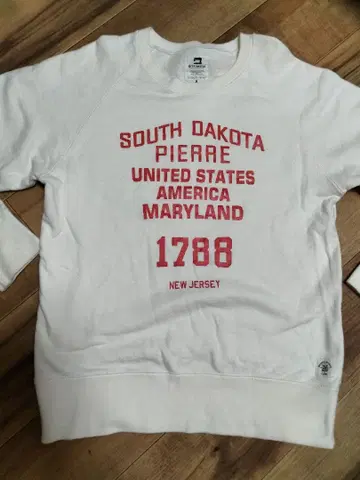 SOUTH DAKOTA
PIERRE
UNITED STATES
AMERICA
MARYLAND
1788
NEW JERSEY